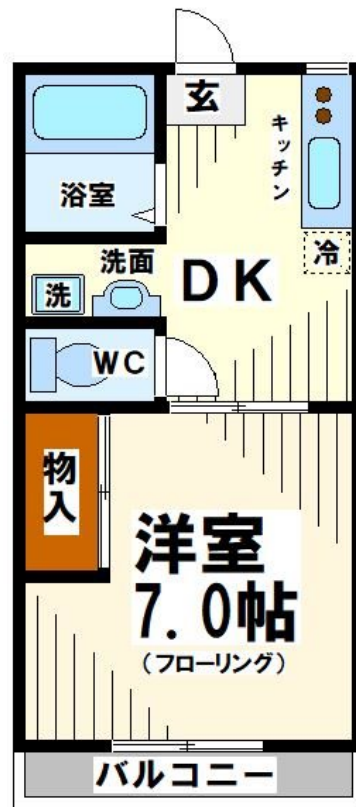 玄
キッチン
浴室
冷
洗面
洗
DK
WC
物入
洋室
7.0帖
(フローリング)
バルコニー